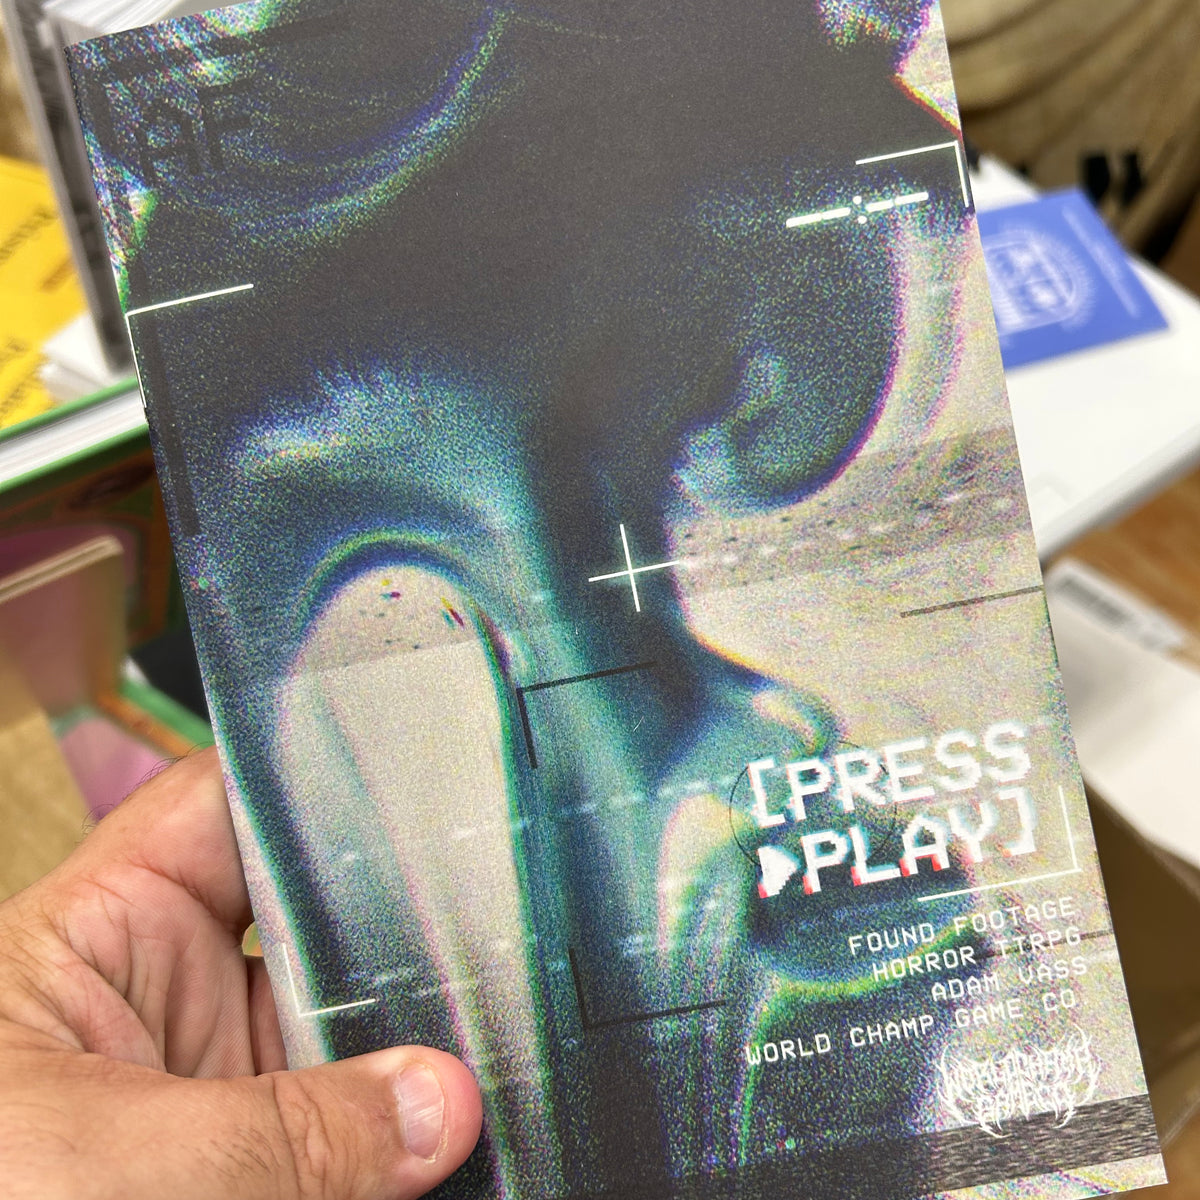 [PRESS
▶PLAY]
FOUND FOOTAGE
HORROR TTRPG
ADAM VASS
WORLD CHAMP GAME CO